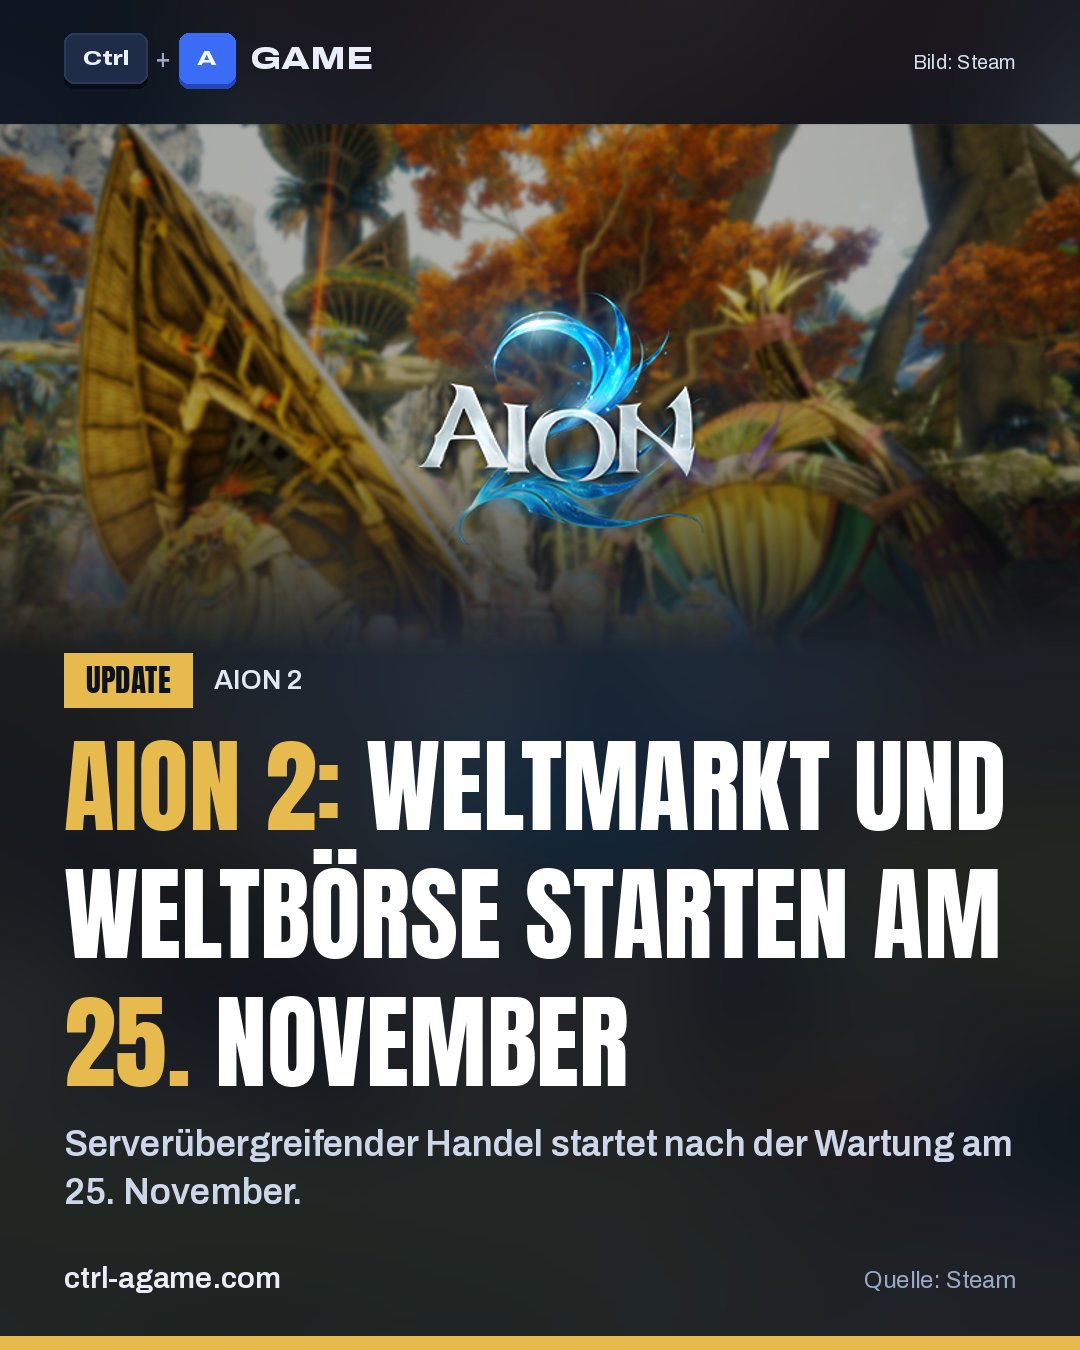 Ctrl + A GAME
Bild: Steam
AION 2
UPDATE AION 2
AION 2: WELTMARKT UND
WELTBÖRSE STARTEN AM
25. NOVEMBER
Serverübergreifender Handel startet nach der Wartung am
25. November.
ctrl-agame.com
Quelle: Steam